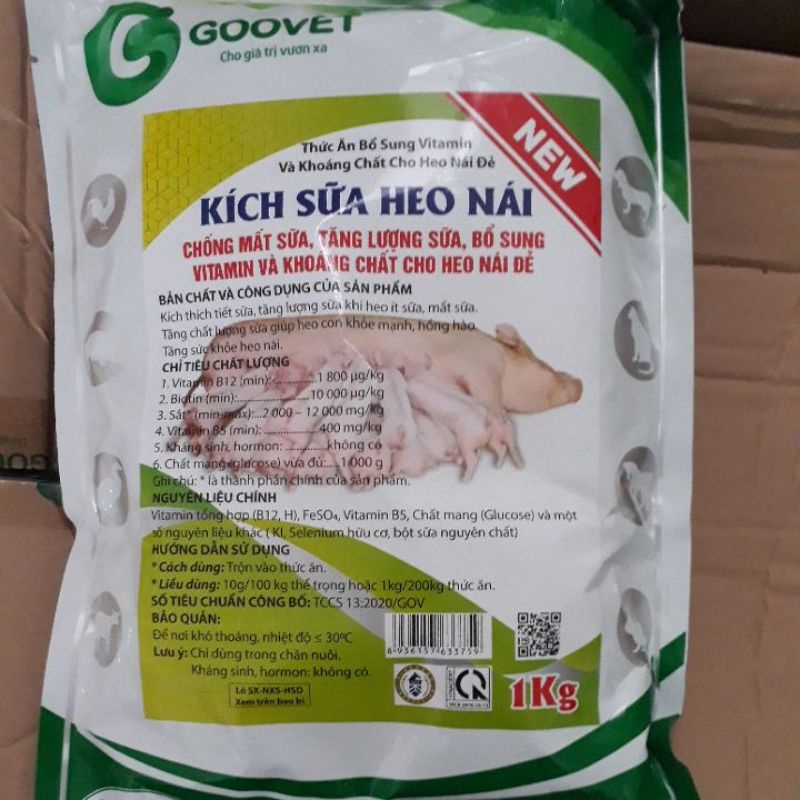 GOOVET
Cho giá trị vươn xa
NEW
Thức Ăn Bổ Sung Vitamin
Và Khoáng Chất Cho Heo Nái Đẻ
KÍCH SỮA HEO NÁI
CHỐNG MẤT SỮA, TĂNG LƯỢNG SỮA, BỔ SUNG
VITAMIN VÀ KHOÁNG CHẤT CHO HEO NÁI ĐẺ
BẢN CHẤT VÀ CÔNG DỤNG CỦA SẢN PHẨM
Kích thích tiết sữa, tăng lượng sữa khi heo ít sữa, mất sữa.
Tăng chất lượng sữa giúp heo con khỏe mạnh, hồng hào.
Tăng sức khỏe heo nái.
CHỈ TIÊU CHẤT LƯỢNG
1. Vitamin B12 (min):..................1 800 µg/kg
2. Biotin (min):......................10 000 µg/kg
3. Sắt* (min-max):...2 000 – 12 000 mg/kg
4. Vitamin B5 (min): ................400 mg/kg
5. Kháng sinh, hormon: ............không có
6. Chất mang (glucose) vừa đủ:.....1 000 g
Ghi chú: * là thành phần chính của sản phẩm.
NGUYÊN LIỆU CHÍNH
Vitamin tổng hợp (B12, H), FeSO₄, Vitamin B5, Chất mang (Glucose) và một
số nguyên liệu khác ( KI, Selenium hữu cơ, bột sữa nguyên chất)
HƯỚNG DẪN SỬ DỤNG
* Cách dùng: Trộn vào thức ăn.
* Liều dùng: 10g/100 kg thể trọng hoặc 1kg/200kg thức ăn.
SỐ TIÊU CHUẨN CÔNG BỐ: TCCS 13:2020/GOV
BẢO QUẢN:
Để nơi khô thoáng, nhiệt độ ≤ 30⁰C
Lưu ý: Chỉ dùng trong chăn nuôi.
Kháng sinh, hormon: không có.
Lô SX-NXS-HSD
Xem trên bao bì
8 936157 633759
1Kg